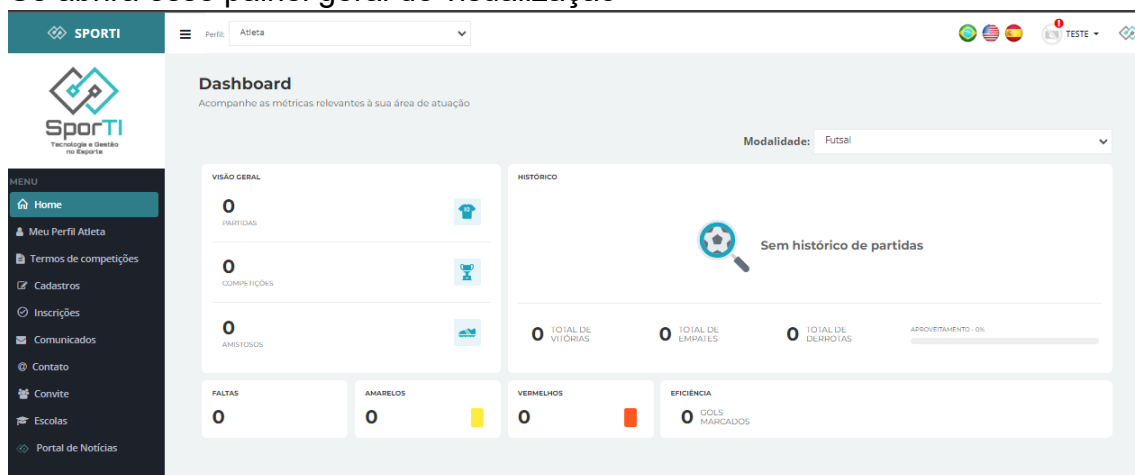 SPORTI
Perfil: Atleta
TESTE
SporTI
Tecnologia e Gestão
no Esporte
MENU
Home
Meu Perfil Atleta
Termos de competições
Cadastros
Inscrições
Comunicados
@ Contato
Convite
Escolas
Portal de Notícias
Dashboard
Acompanhe as métricas relevantes à sua área de atuação
Modalidade: Futsal
VISÃO GERAL
0
PARTIDAS
0
COMPETIÇÕES
0
AMISTOSOS
HISTÓRICO
Sem histórico de partidas
0 TOTAL DE VITÓRIAS
0 TOTAL DE EMPATES
0 TOTAL DE DERROTAS
APROVEITAMENTO - 0%
FALTAS
0
AMARELOS
0
VERMELHOS
0
EFICIÊNCIA
0 GOLS MARCADOS